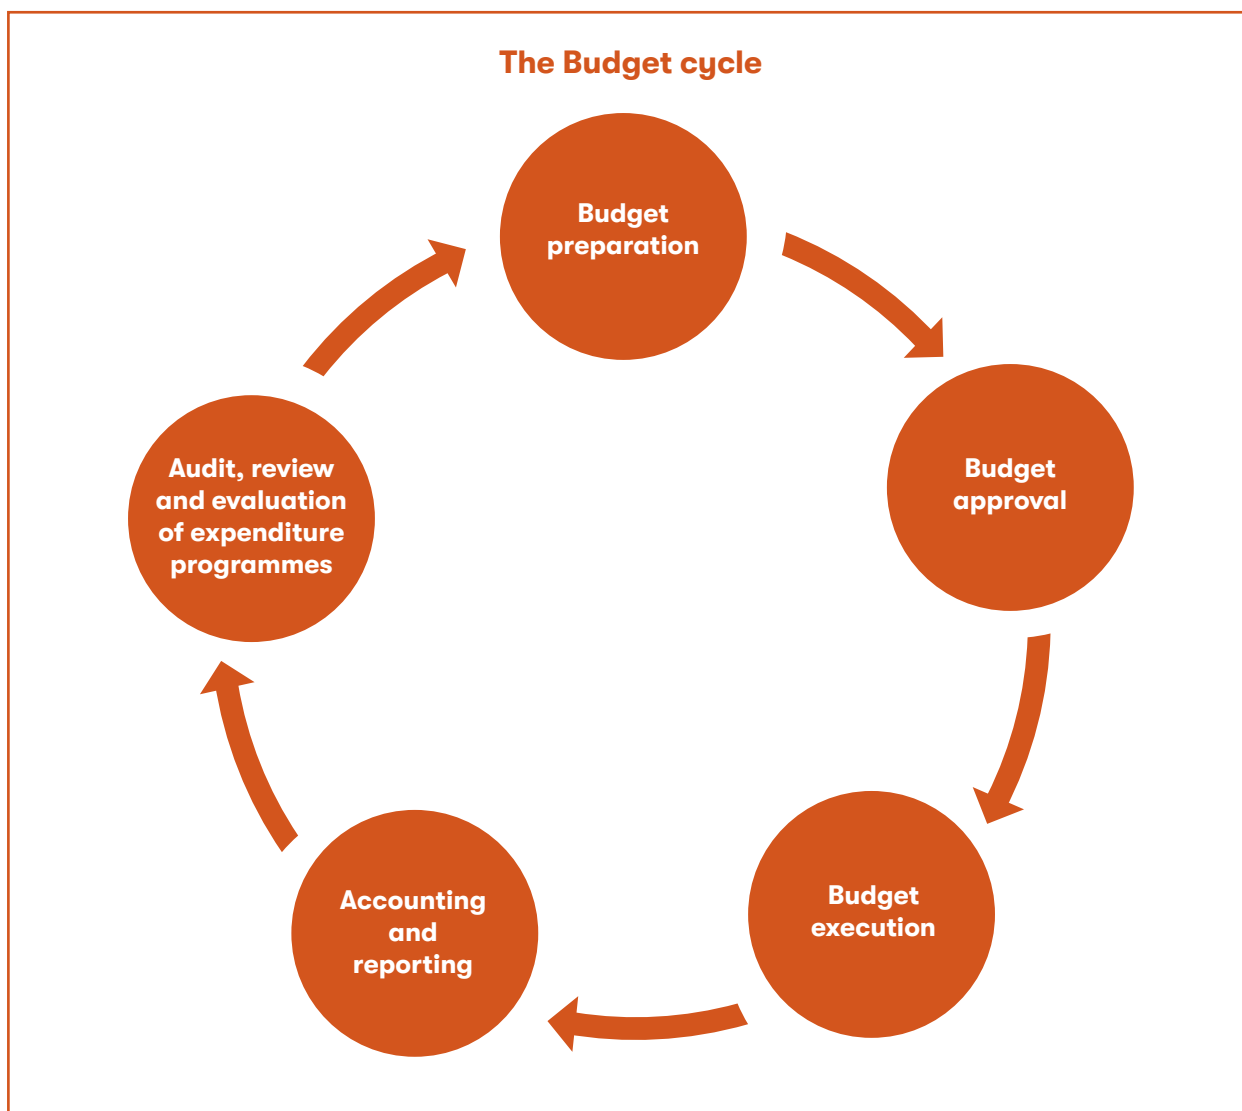 The Budget cycle
Budget
preparation
Budget
approval
Budget
execution
Accounting
and
reporting
Audit, review
and evaluation
of expenditure
programmes